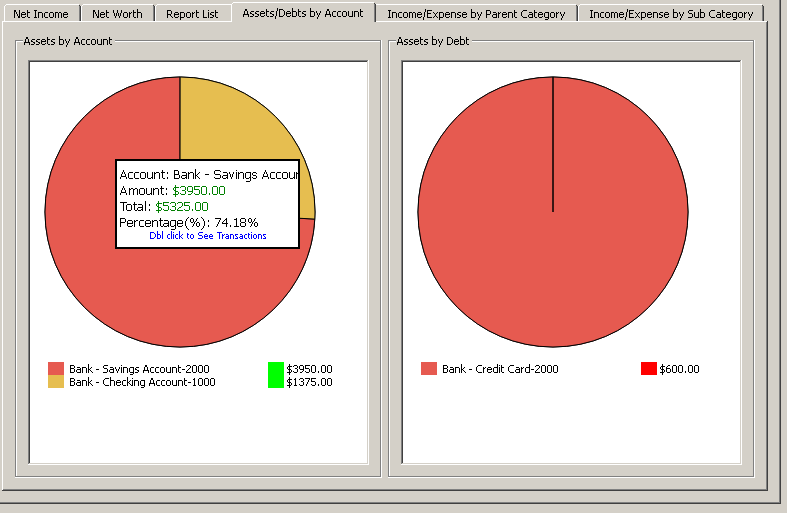 Net Income Net Worth Report List Assets/Debts by Account Income/Expense by Parent Category Income/Expense by Sub Category
Assets by Account
Account: Bank - Savings Accour
Amount: $3950.00
Total: $5325.00
Percentage(%): 74.18%
Dbl click to See Transactions
Bank - Savings Account-2000 $3950.00
Bank - Checking Account-1000 $1375.00
Assets by Debt
Bank - Credit Card-2000 $600.00